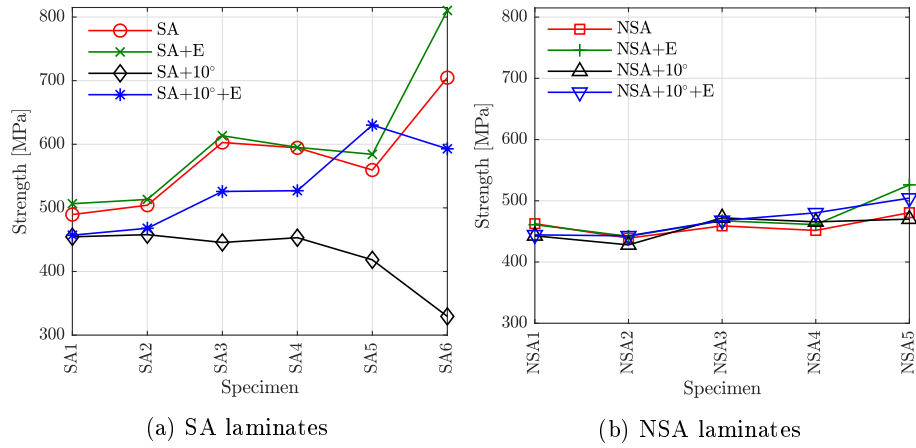 800
700
600
500
400
300
Strength [MPa]
SA
SA+E
SA+10°
SA+10°+E
SA1
SA2
SA3
SA4
SA5
SA6
Specimen
(a) SA laminates
800
700
600
500
400
300
Strength [MPa]
NSA
NSA+E
NSA+10°
NSA+10°+E
NSA1
NSA2
NSA3
NSA4
NSA5
Specimen
(b) NSA laminates